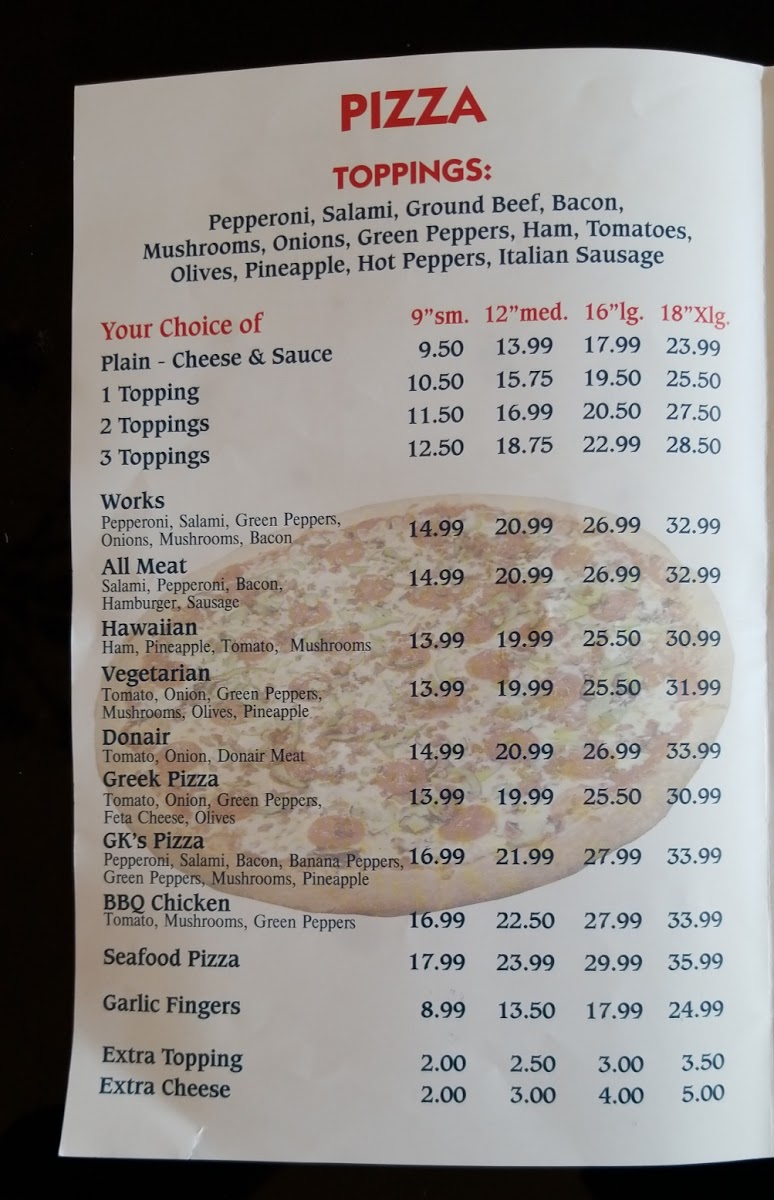 PIZZA
TOPPINGS:
Pepperoni, Salami, Ground Beef, Bacon,
Mushrooms, Onions, Green Peppers, Ham, Tomatoes,
Olives, Pineapple, Hot Peppers, Italian Sausage
Your Choice of 9"sm. 12"med. 16"lg. 18"Xlg.
Plain - Cheese & Sauce 9.50 13.99 17.99 23.99
1 Topping 10.50 15.75 19.50 25.50
2 Toppings 11.50 16.99 20.50 27.50
3 Toppings 12.50 18.75 22.99 28.50
Works
Pepperoni, Salami, Green Peppers,
Onions, Mushrooms, Bacon 14.99 20.99 26.99 32.99
All Meat
Salami, Pepperoni, Bacon, 14.99 20.99 26.99 32.99
Hamburger, Sausage
Hawaiian
Ham, Pineapple, Tomato, Mushrooms 13.99 19.99 25.50 30.99
Vegetarian
Tomato, Onion, Green Peppers, 13.99 19.99 25.50 31.99
Mushrooms, Olives, Pineapple
Donair
Tomato, Onion, Donair Meat 14.99 20.99 26.99 33.99
Greek Pizza
Tomato, Onion, Green Peppers, 13.99 19.99 25.50 30.99
Feta Cheese, Olives
GK's Pizza
Pepperoni, Salami, Bacon, Banana Peppers, 16.99 21.99 27.99 33.99
Green Peppers, Mushrooms, Pineapple
BBQ Chicken
Tomato, Mushrooms, Green Peppers 16.99 22.50 27.99 33.99
Seafood Pizza 17.99 23.99 29.99 35.99
Garlic Fingers 8.99 13.50 17.99 24.99
Extra Topping 2.00 2.50 3.00 3.50
Extra Cheese 2.00 3.00 4.00 5.00